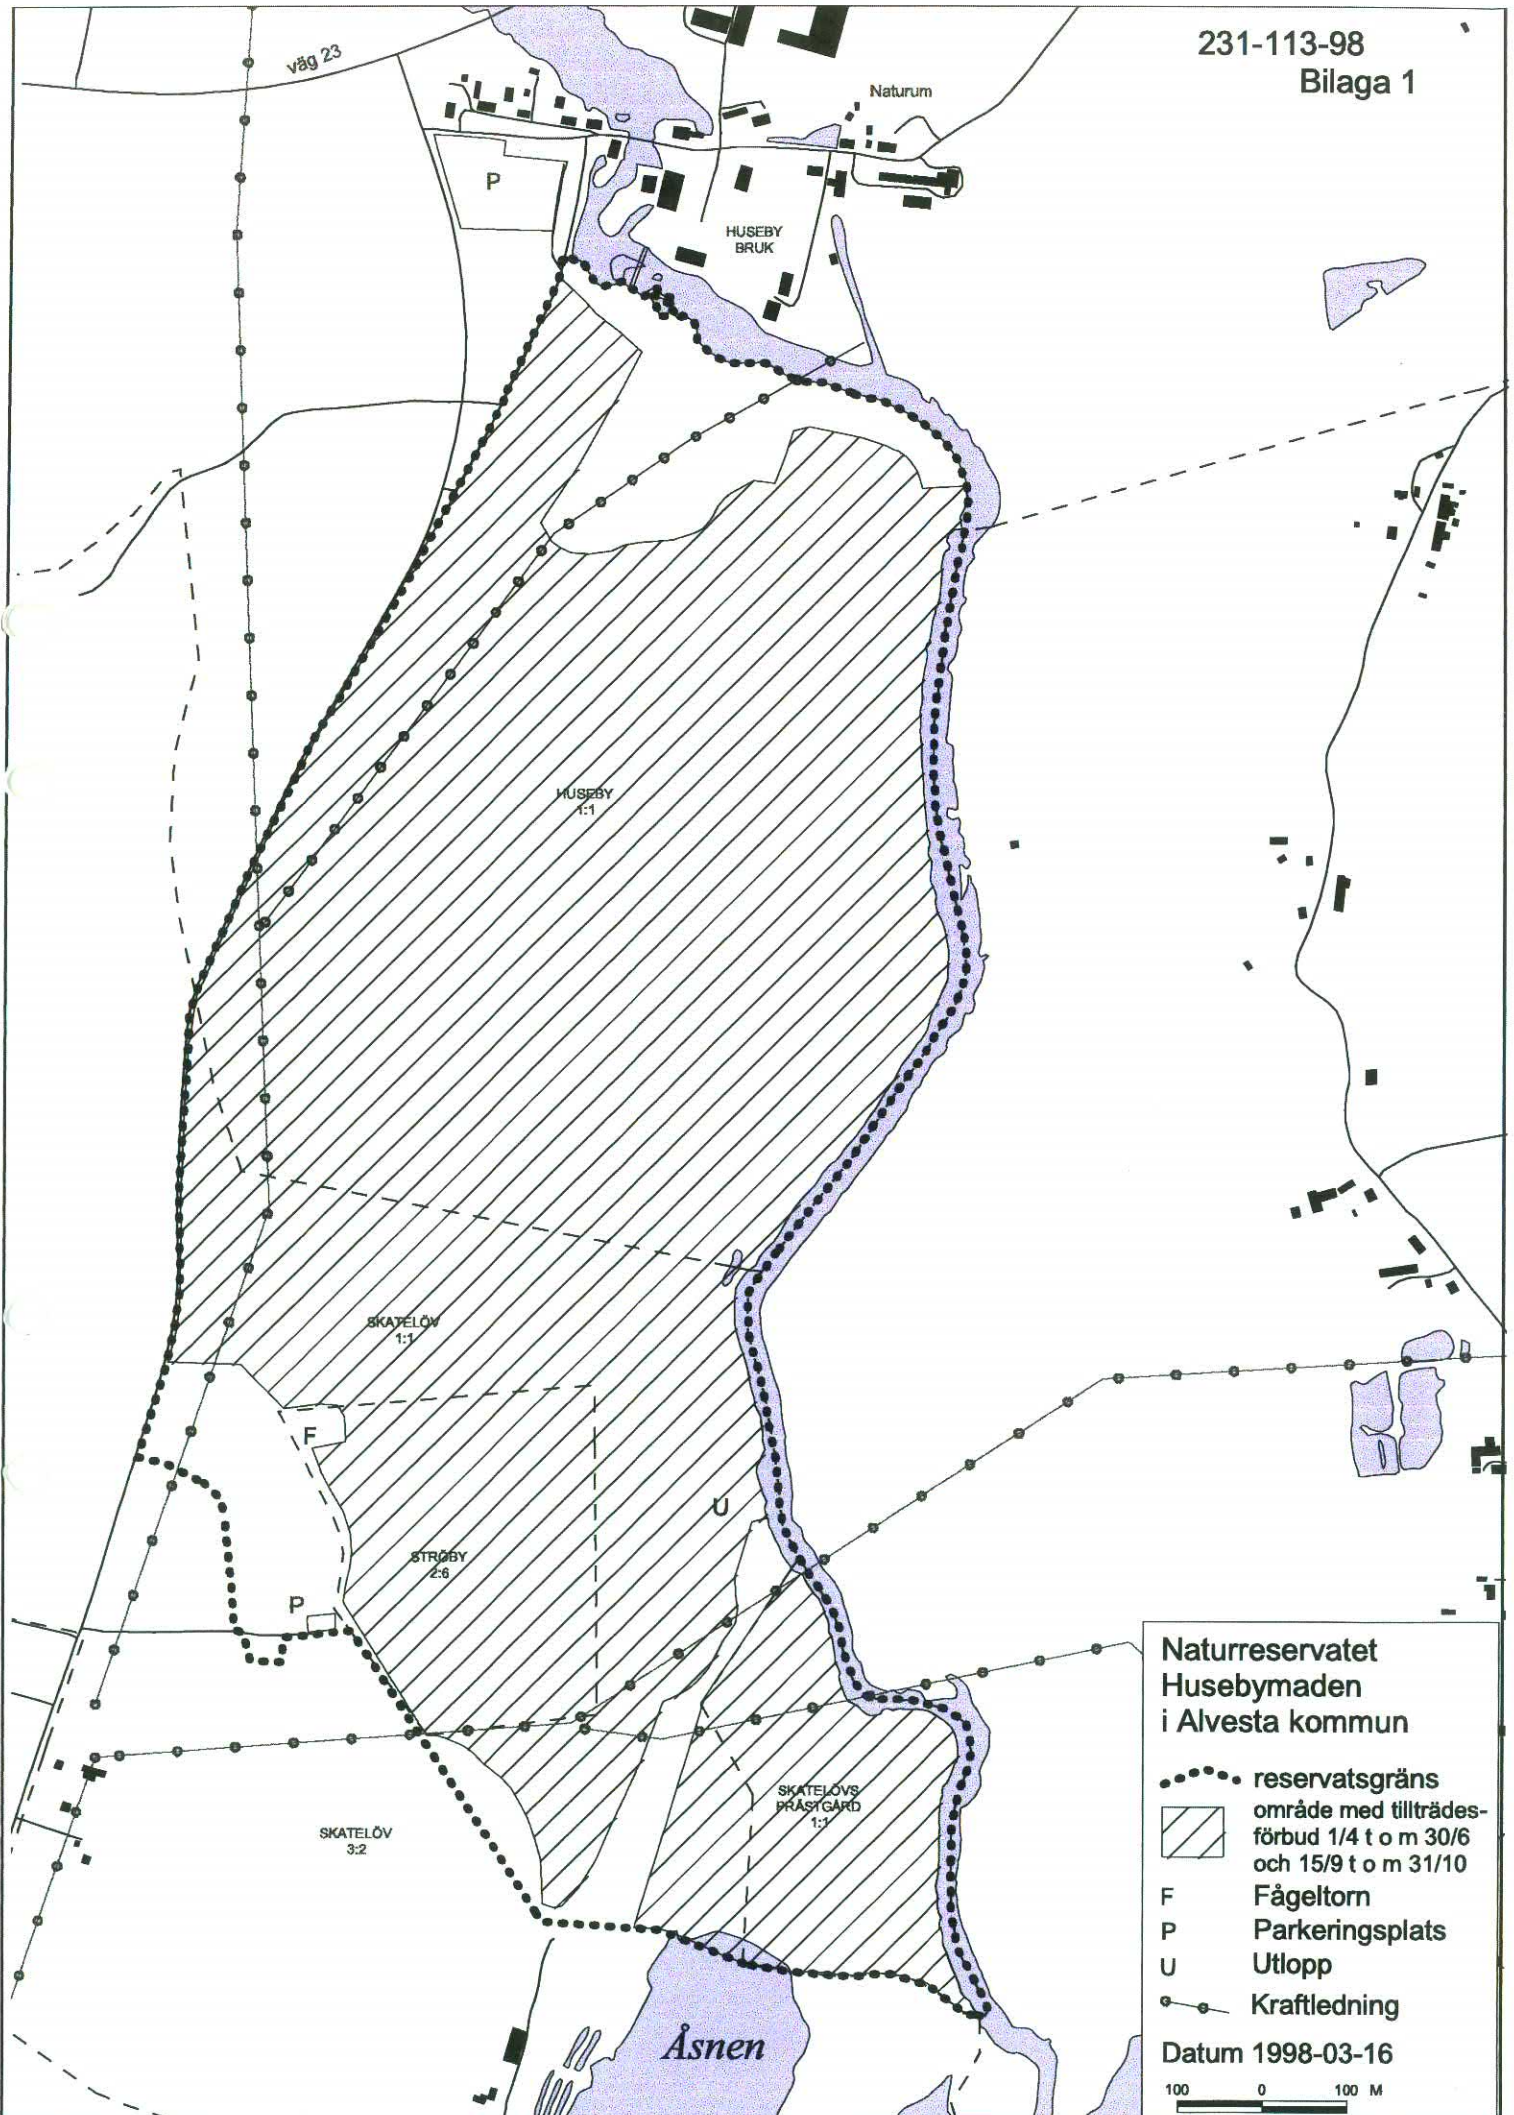 231-113-98
Bilaga 1
väg 23
Naturum
P
HUSEBY
BRUK
HUSEBY
1:1
SKATELÖV
1:1
F
U
STRÖBY
2:6
P
SKATELÖVS
PRÄSTGÅRD
1:1
SKATELÖV
3:2
Åsnen
Naturreservatet
Husebymaden
i Alvesta kommun
reservatsgräns
område med tillträdes-
förbud 1/4 t o m 30/6
och 15/9 t o m 31/10
F Fågeltorn
P Parkeringsplats
U Utlopp
Kraftledning
Datum 1998-03-16
100 0 100 M